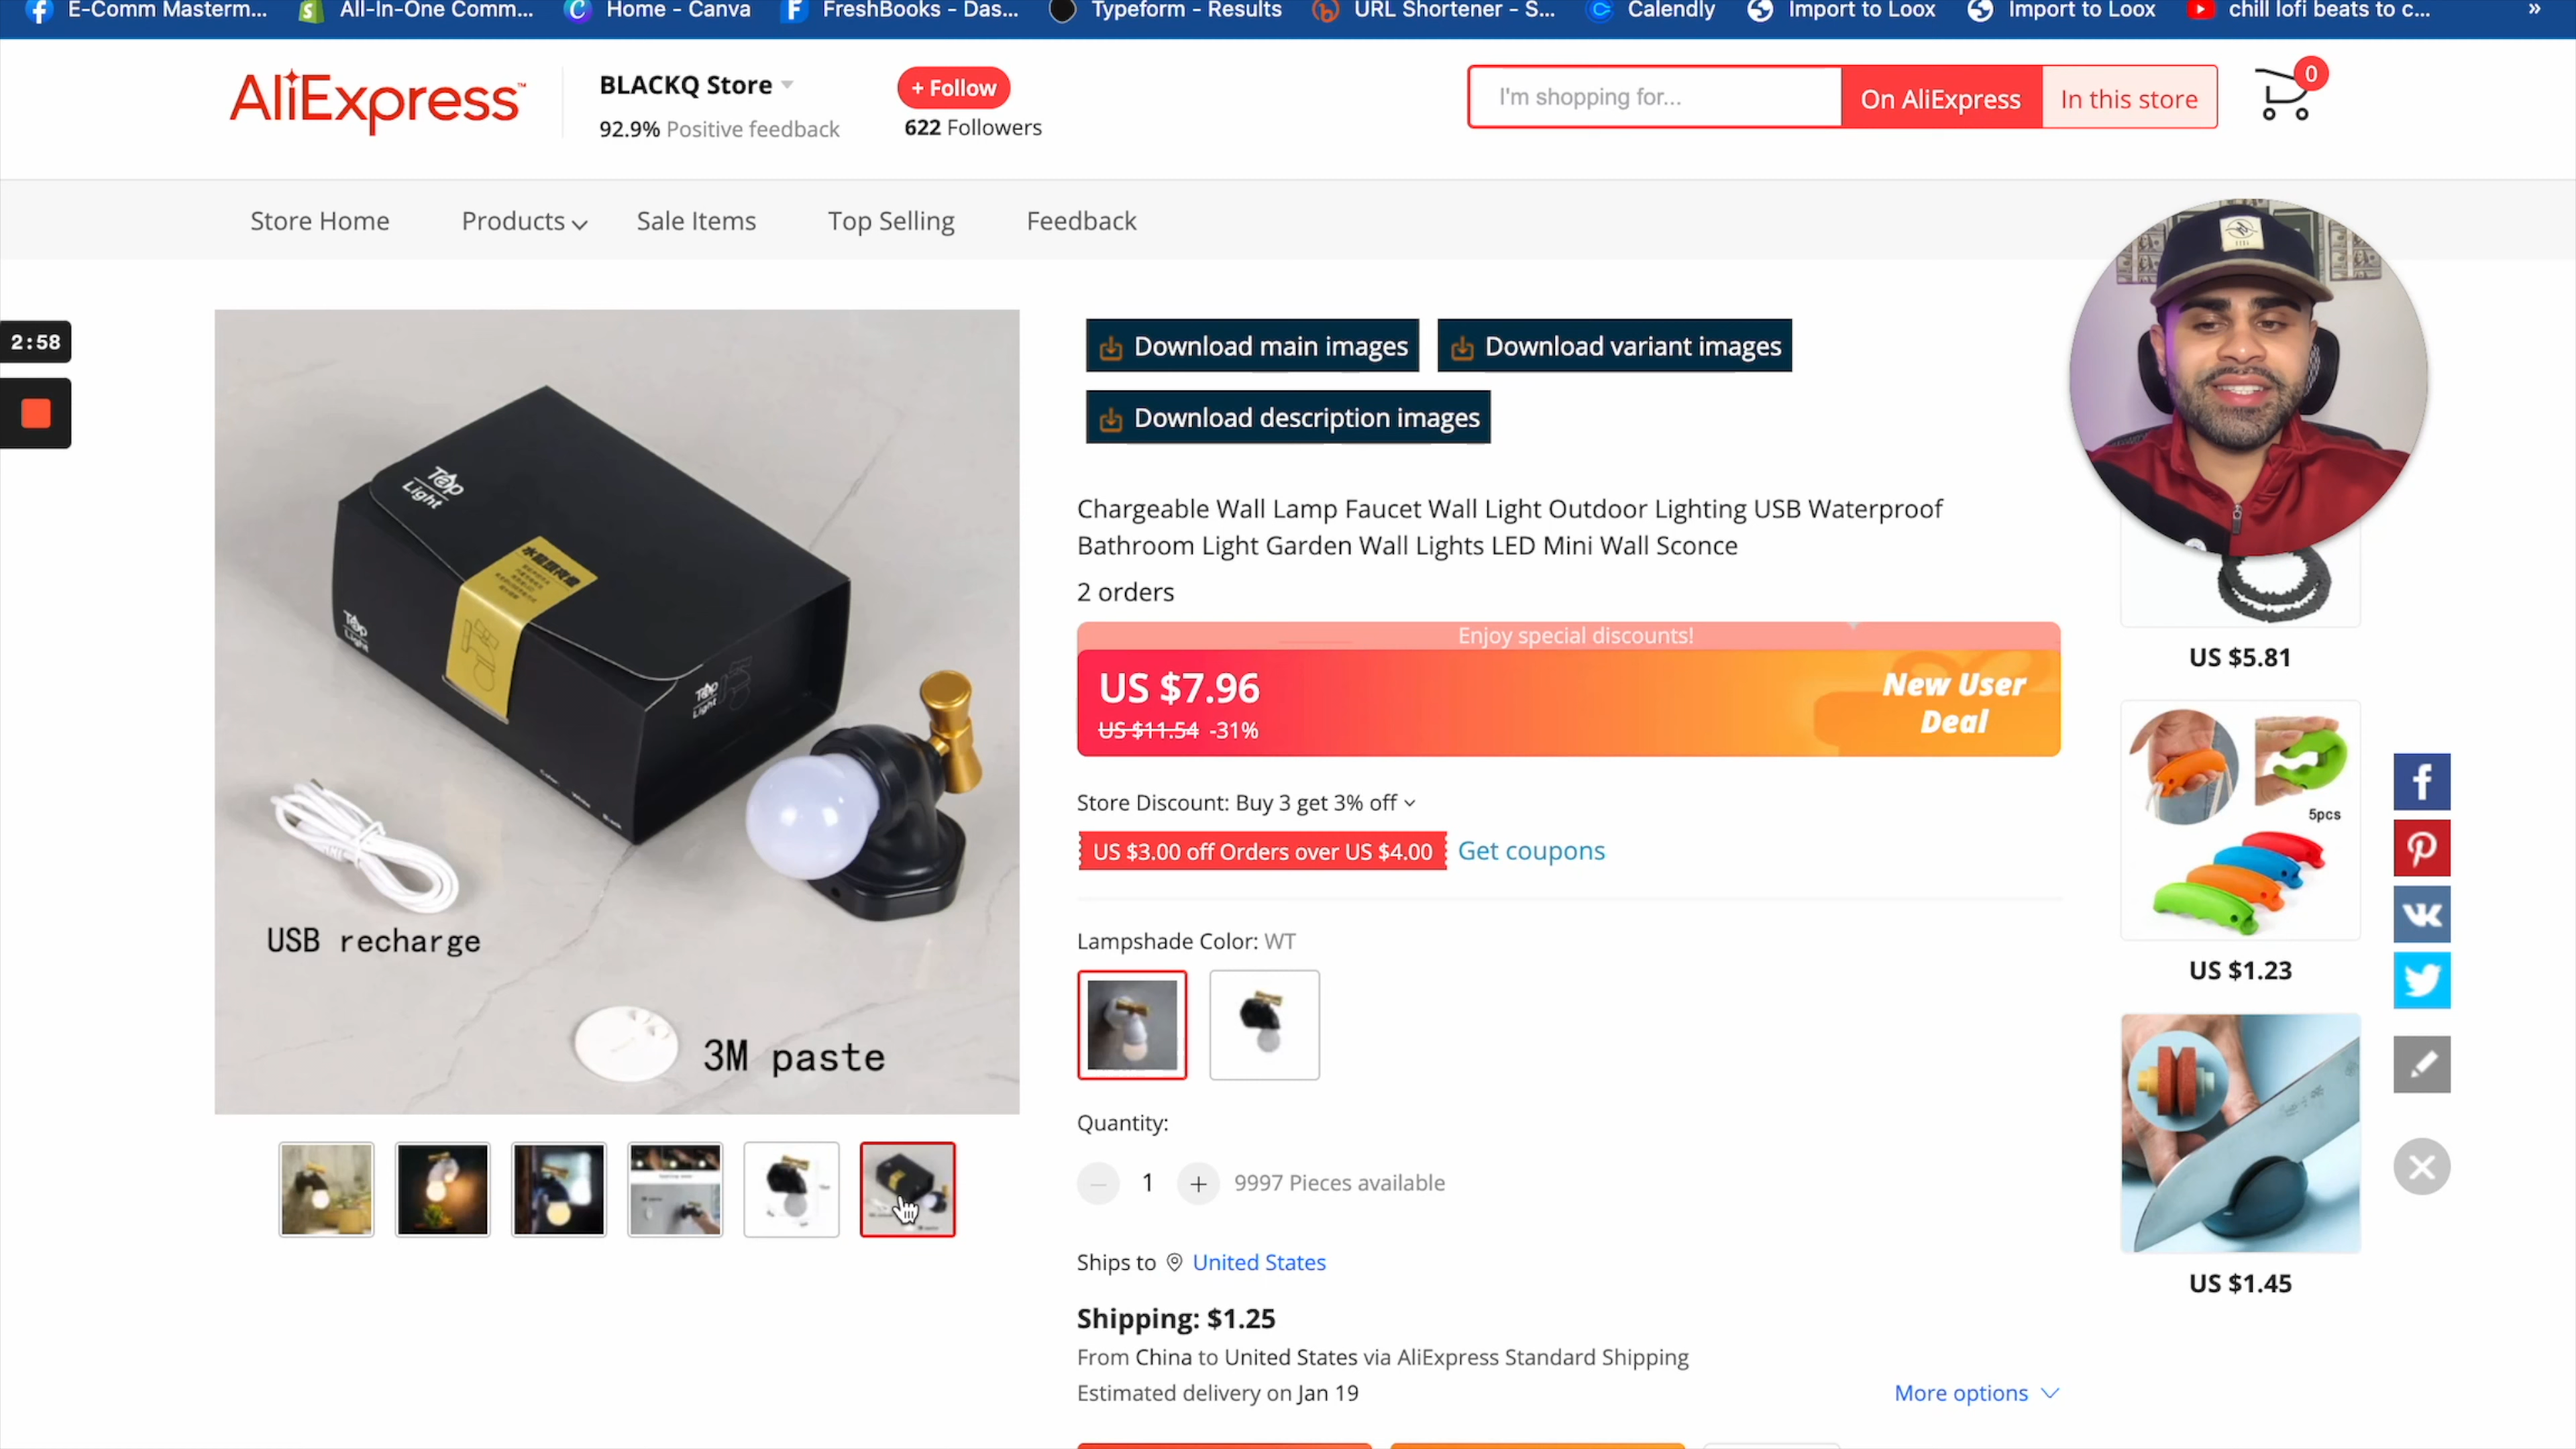 E-Comm Masterm...
All-In-One Comm...
Home - Canva
FreshBooks - Das...
Typeform - Results
URL Shortener - S...
Calendly
Import to Loox
Import to Loox
chill lofi beats to c...
»
AliExpress™
BLACKQ Store
92.9% Positive feedback
+ Follow
622 Followers
I'm shopping for...
On AliExpress
In this store
0
Store Home
Products
Sale Items
Top Selling
Feedback
2:58
Tap
Light
Tap
Light
Tap
Light
USB recharge
3M paste
Download main images
Download variant images
Download description images
Chargeable Wall Lamp Faucet Wall Light Outdoor Lighting USB Waterproof
Bathroom Light Garden Wall Lights LED Mini Wall Sconce
2 orders
Enjoy special discounts!
US $7.96
US $11.54 -31%
New User
Deal
Store Discount: Buy 3 get 3% off
US $3.00 off Orders over US $4.00
Get coupons
Lampshade Color: WT
Quantity:
1
9997 Pieces available
Ships to United States
Shipping: $1.25
From China to United States via AliExpress Standard Shipping
Estimated delivery on Jan 19
More options
US $5.81
5pcs
US $1.23
US $1.45